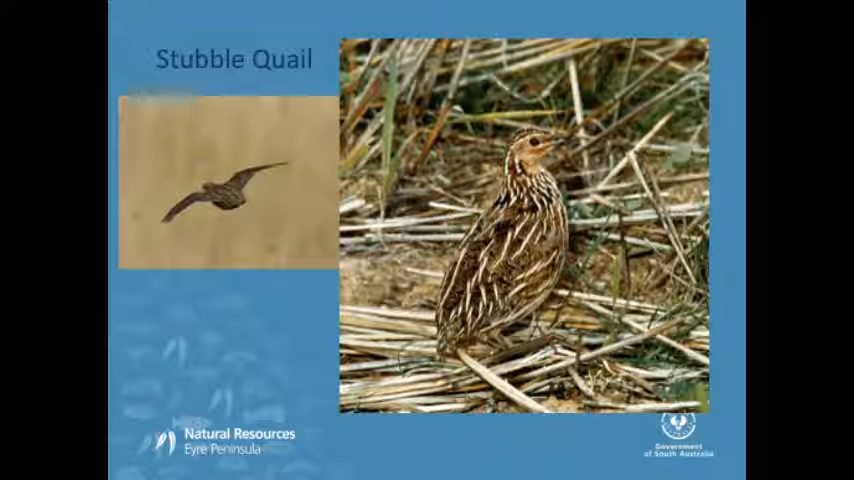 Stubble Quail
Natural Resources
Eyre Peninsula
Government
of South Australia